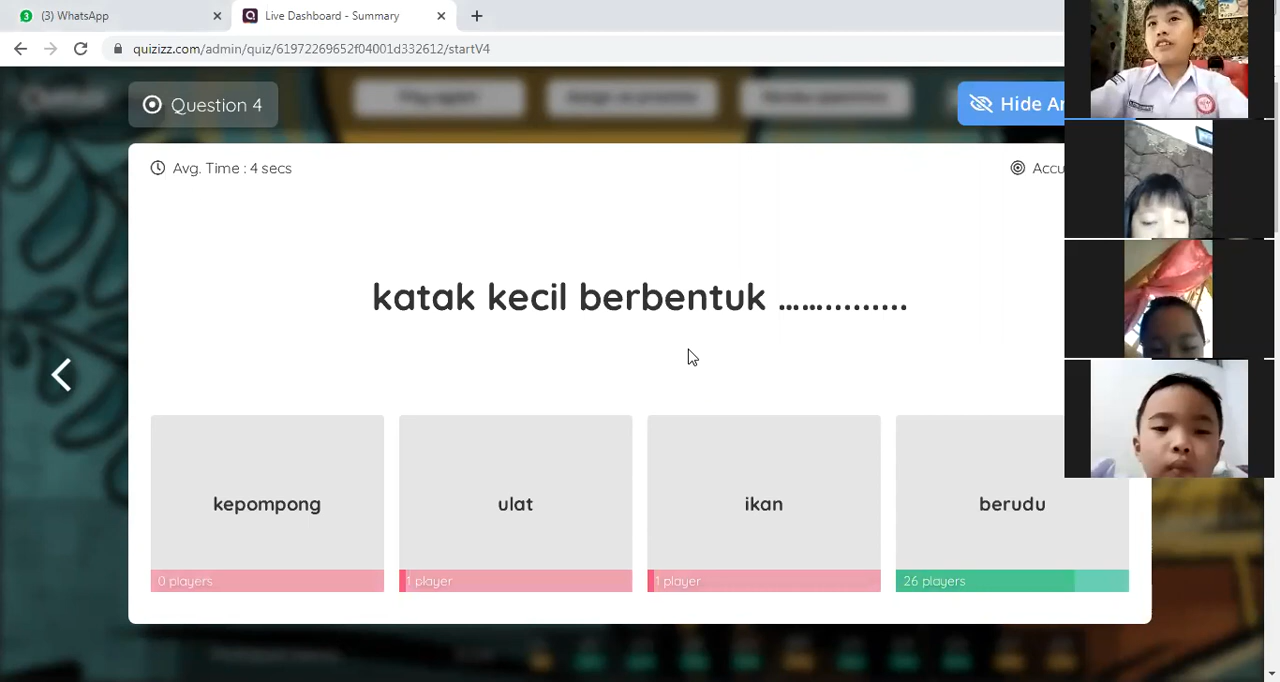 (3) WhatsApp
Live Dashboard - Summary
quizizz.com/admin/quiz/61972269652f04001d332612/startV4
Question 4
Hide
Avg. Time : 4 secs
Accu
katak kecil berbentuk ...............
kepompong
ulat
ikan
berudu
0 players
1 player
1 player
26 players